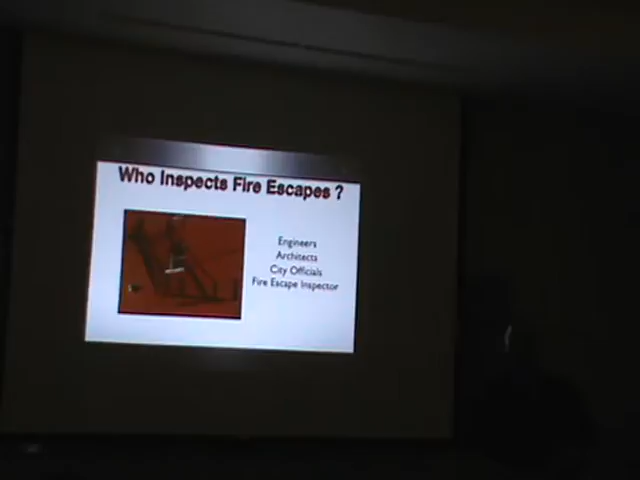 Who Inspects Fire Escapes ?
Engineers
Architects
City Officials
Fire Escape Inspector